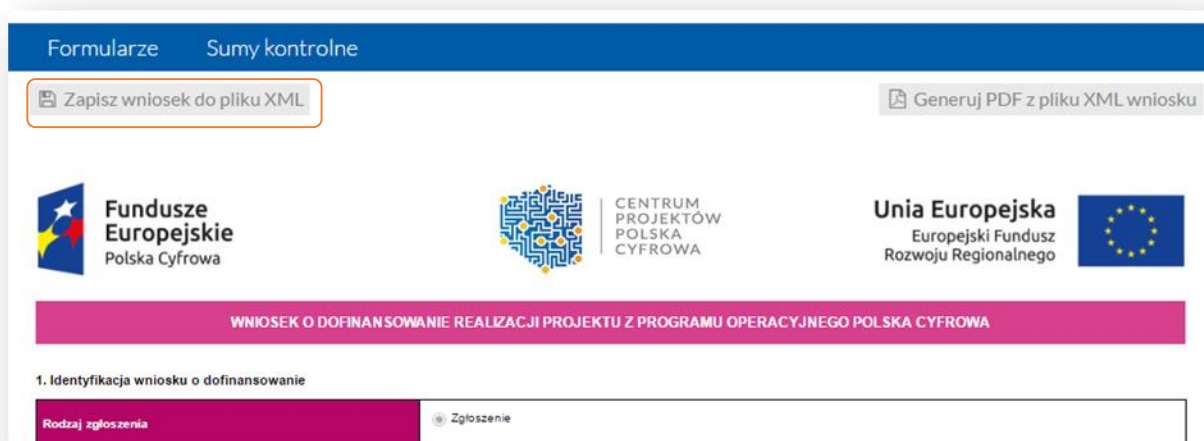 Formularze Sumy kontrolne
Zapisz wniosek do pliku XML Generuj PDF z pliku XML wniosku
Fundusze
Europejskie
Polska Cyfrowa
CENTRUM
PROJEKTÓW
POLSKA
CYFROWA
Unia Europejska
Europejski Fundusz
Rozwoju Regionalnego
WNIOSEK O DOFINANSOWANIE REALIZACJI PROJEKTU Z PROGRAMU OPERACYJNEGO POLSKA CYFROWA
1. Identyfikacja wniosku o dofinansowanie
Rodzaj zgłoszenia Zgłoszenie